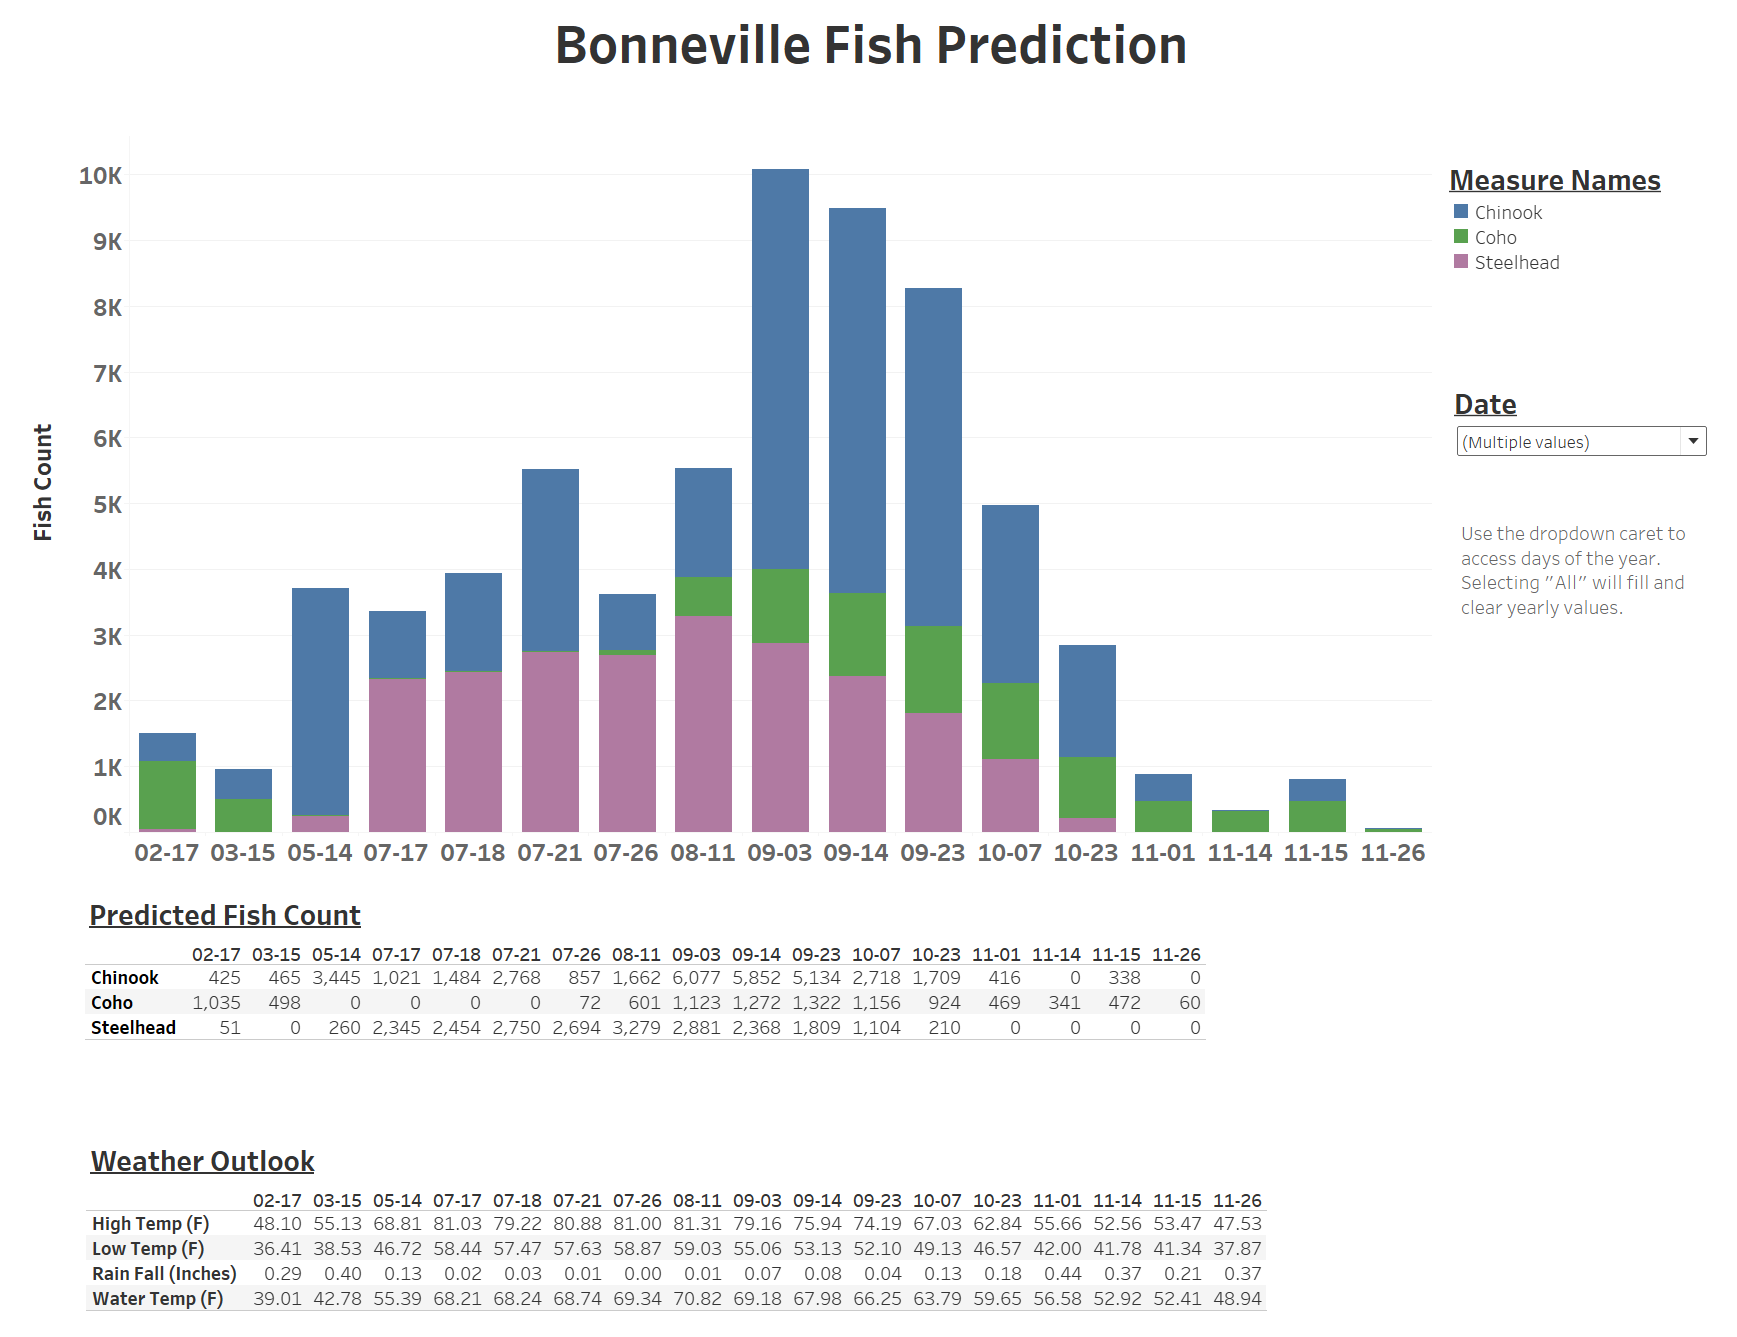 Bonneville Fish Prediction
Measure Names
Chinook
Coho
Steelhead
Date
(Multiple values)
Use the dropdown caret to
access days of the year.
Selecting "All" will fill and
clear yearly values.
Fish Count
10K
9K
8K
7K
6K
5K
4K
3K
2K
1K
0K
02-17 03-15 05-14 07-17 07-18 07-21 07-26 08-11 09-03 09-14 09-23 10-07 10-23 11-01 11-14 11-15 11-26
Predicted Fish Count
02-17 03-15 05-14 07-17 07-18 07-21 07-26 08-11 09-03 09-14 09-23 10-07 10-23 11-01 11-14 11-15 11-26
Chinook 425 465 3,445 1,021 1,484 2,768 857 1,662 6,077 5,852 5,134 2,718 1,709 416 0 338 0
Coho 1,035 498 0 0 0 0 72 601 1,123 1,272 1,322 1,156 924 469 341 472 60
Steelhead 51 0 260 2,345 2,454 2,750 2,694 3,279 2,881 2,368 1,809 1,104 210 0 0 0 0
Weather Outlook
02-17 03-15 05-14 07-17 07-18 07-21 07-26 08-11 09-03 09-14 09-23 10-07 10-23 11-01 11-14 11-15 11-26
High Temp (F) 48.10 55.13 68.81 81.03 79.22 80.88 81.00 81.31 79.16 75.94 74.19 67.03 62.84 55.66 52.56 53.47 47.53
Low Temp (F) 36.41 38.53 46.72 58.44 57.47 57.63 58.87 59.03 55.06 53.13 52.10 49.13 46.57 42.00 41.78 41.34 37.87
Rain Fall (Inches) 0.29 0.40 0.13 0.02 0.03 0.01 0.00 0.01 0.07 0.08 0.04 0.13 0.18 0.44 0.37 0.21 0.37
Water Temp (F) 39.01 42.78 55.39 68.21 68.24 68.74 69.34 70.82 69.18 67.98 66.25 63.79 59.65 56.58 52.92 52.41 48.94